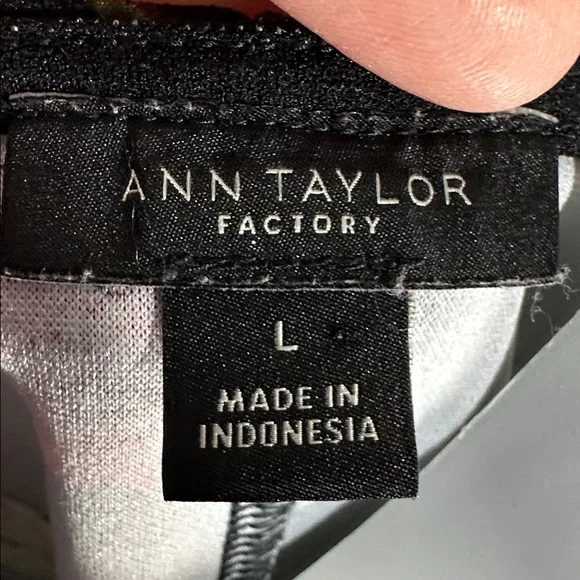 ANN TAYLOR
FACTORY
L
MADE IN
INDONESIA